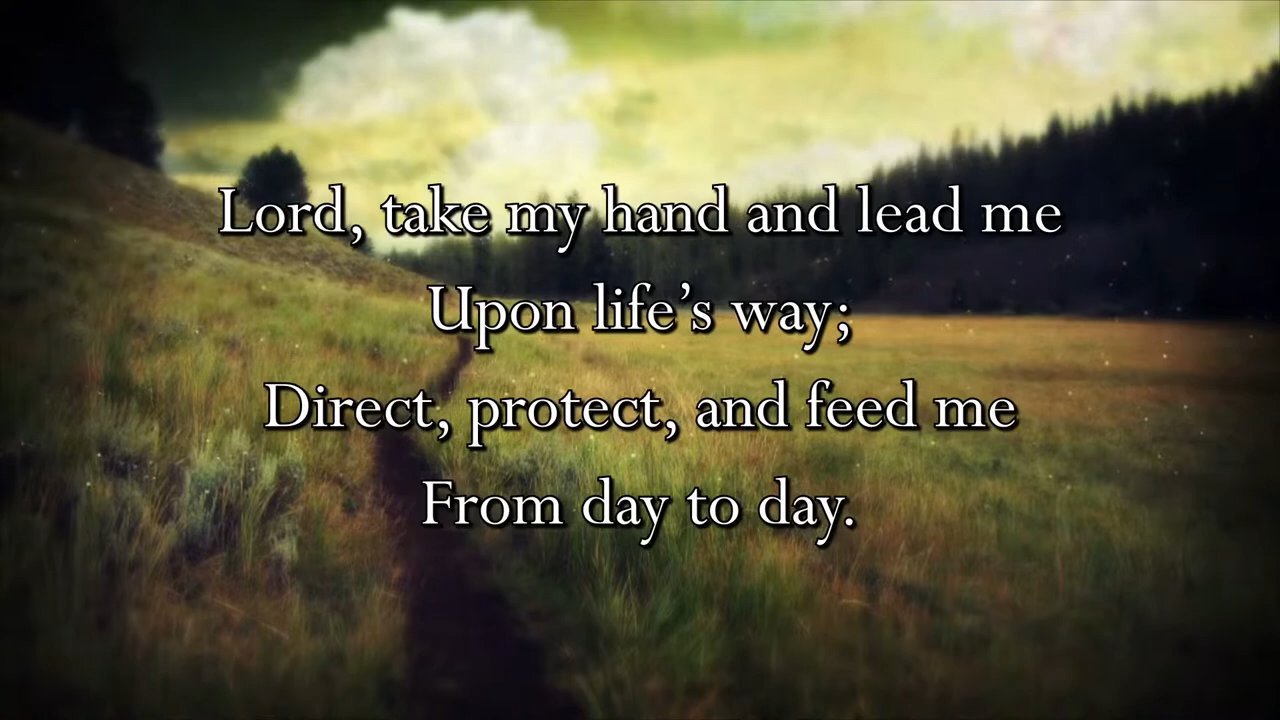 Lord, take my hand and lead me
Upon life’s way;
Direct, protect, and feed me
From day to day.